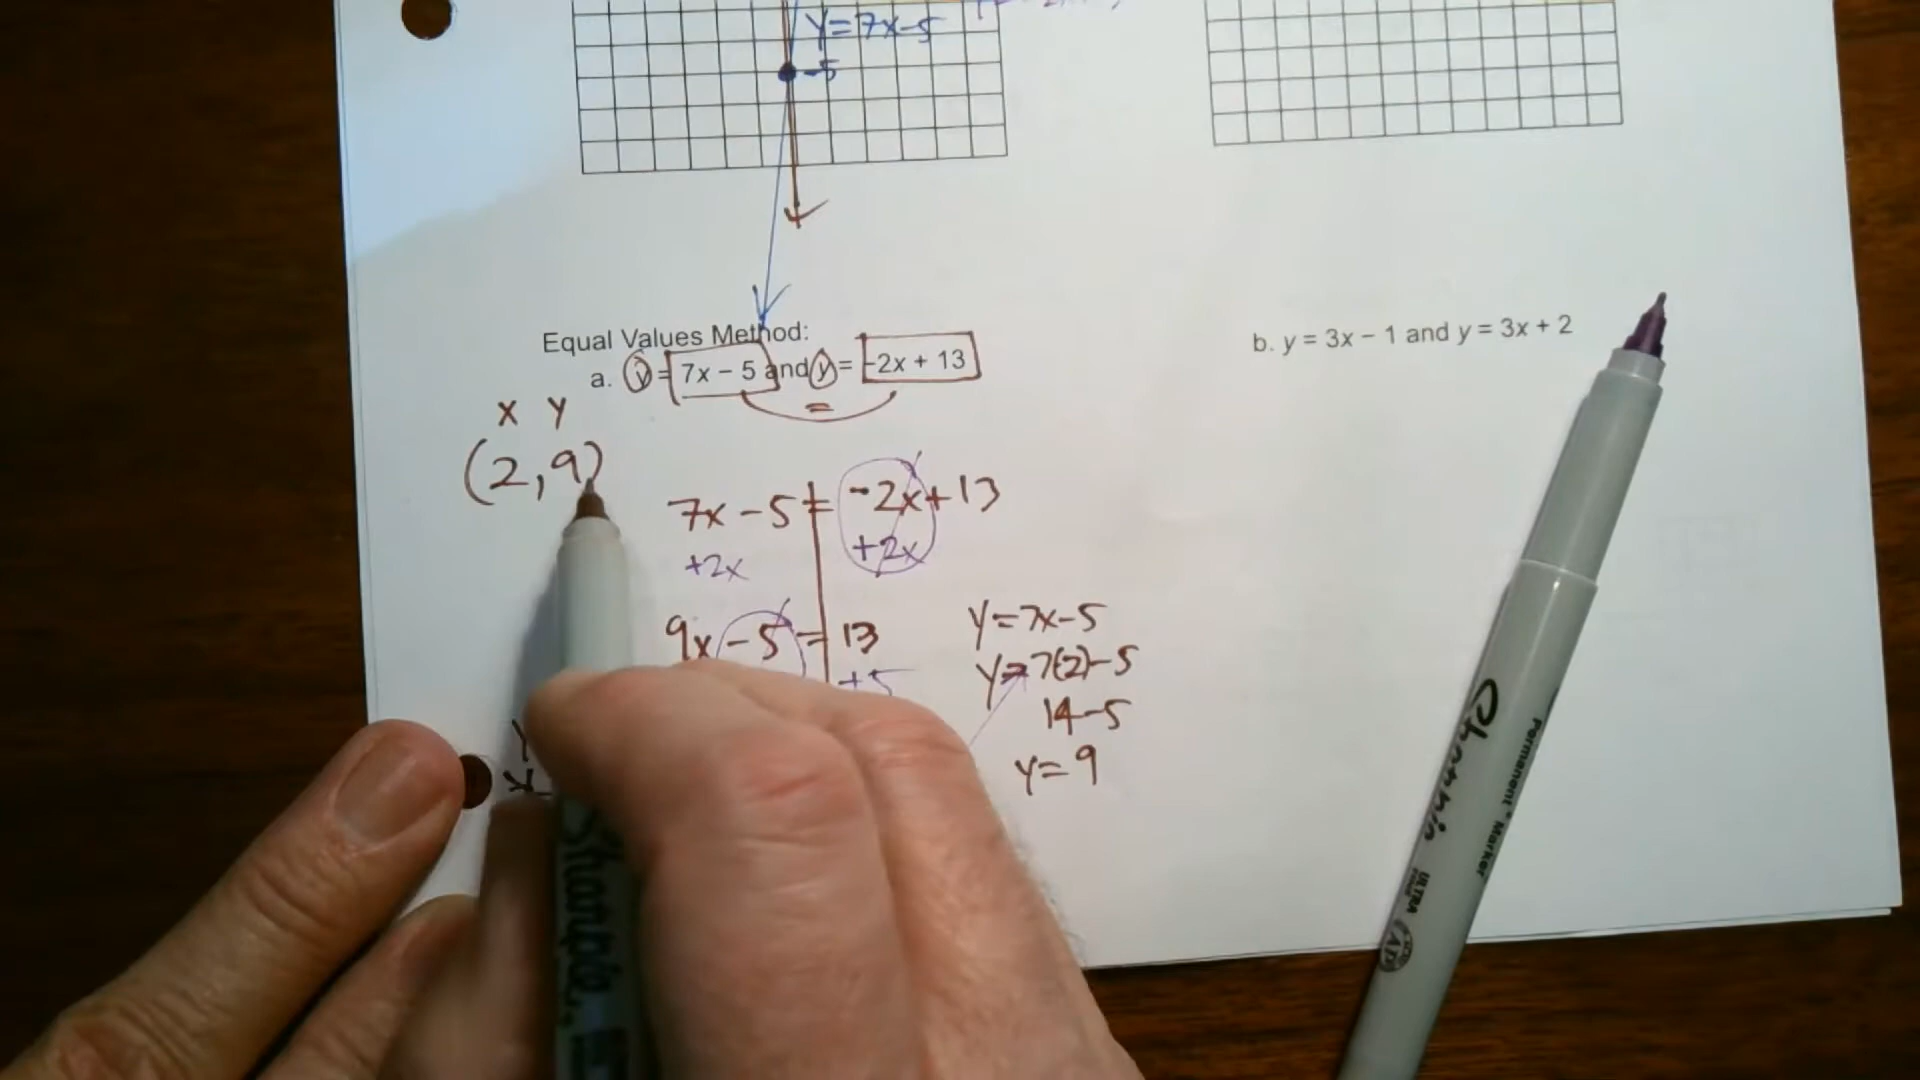 y=7x-5
-5
Equal Values Method:
a. y = 7x – 5 and y = -2x + 13
=
x y
(2,9)
7x-5 = -2x+13
+2x +2x
9x-5 = 13
+5
y=7x-5
y=7(2)-5
14-5
y=9
b. y = 3x – 1 and y = 3x + 2
Sharpie
Permanent Marker
ULTRA
Sharpie